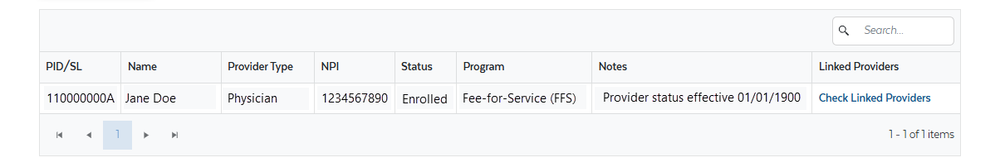 Search...
PID/SL Name Provider Type NPI Status Program Notes Linked Providers
110000000A Jane Doe Physician 1234567890 Enrolled Fee-for-Service (FFS) Provider status effective 01/01/1900 Check Linked Providers
1 1 - 1 of 1 items